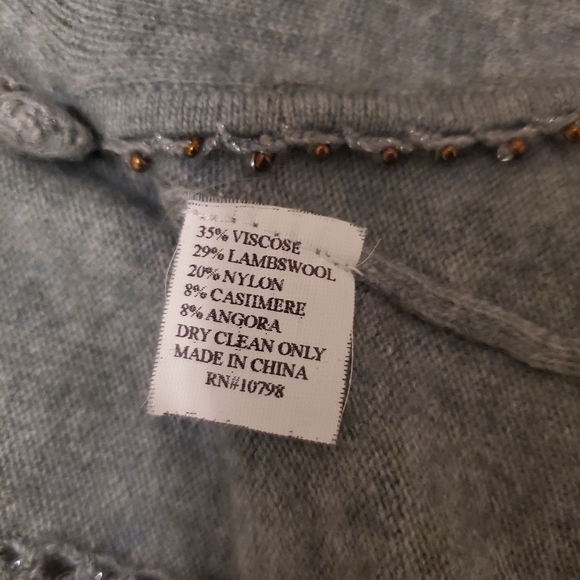 35% VISCOSE
29% LAMBSWOOL
20% NYLON
8% CASHMERE
8% ANGORA
DRY CLEAN ONLY
MADE IN CHINA
RN#10798